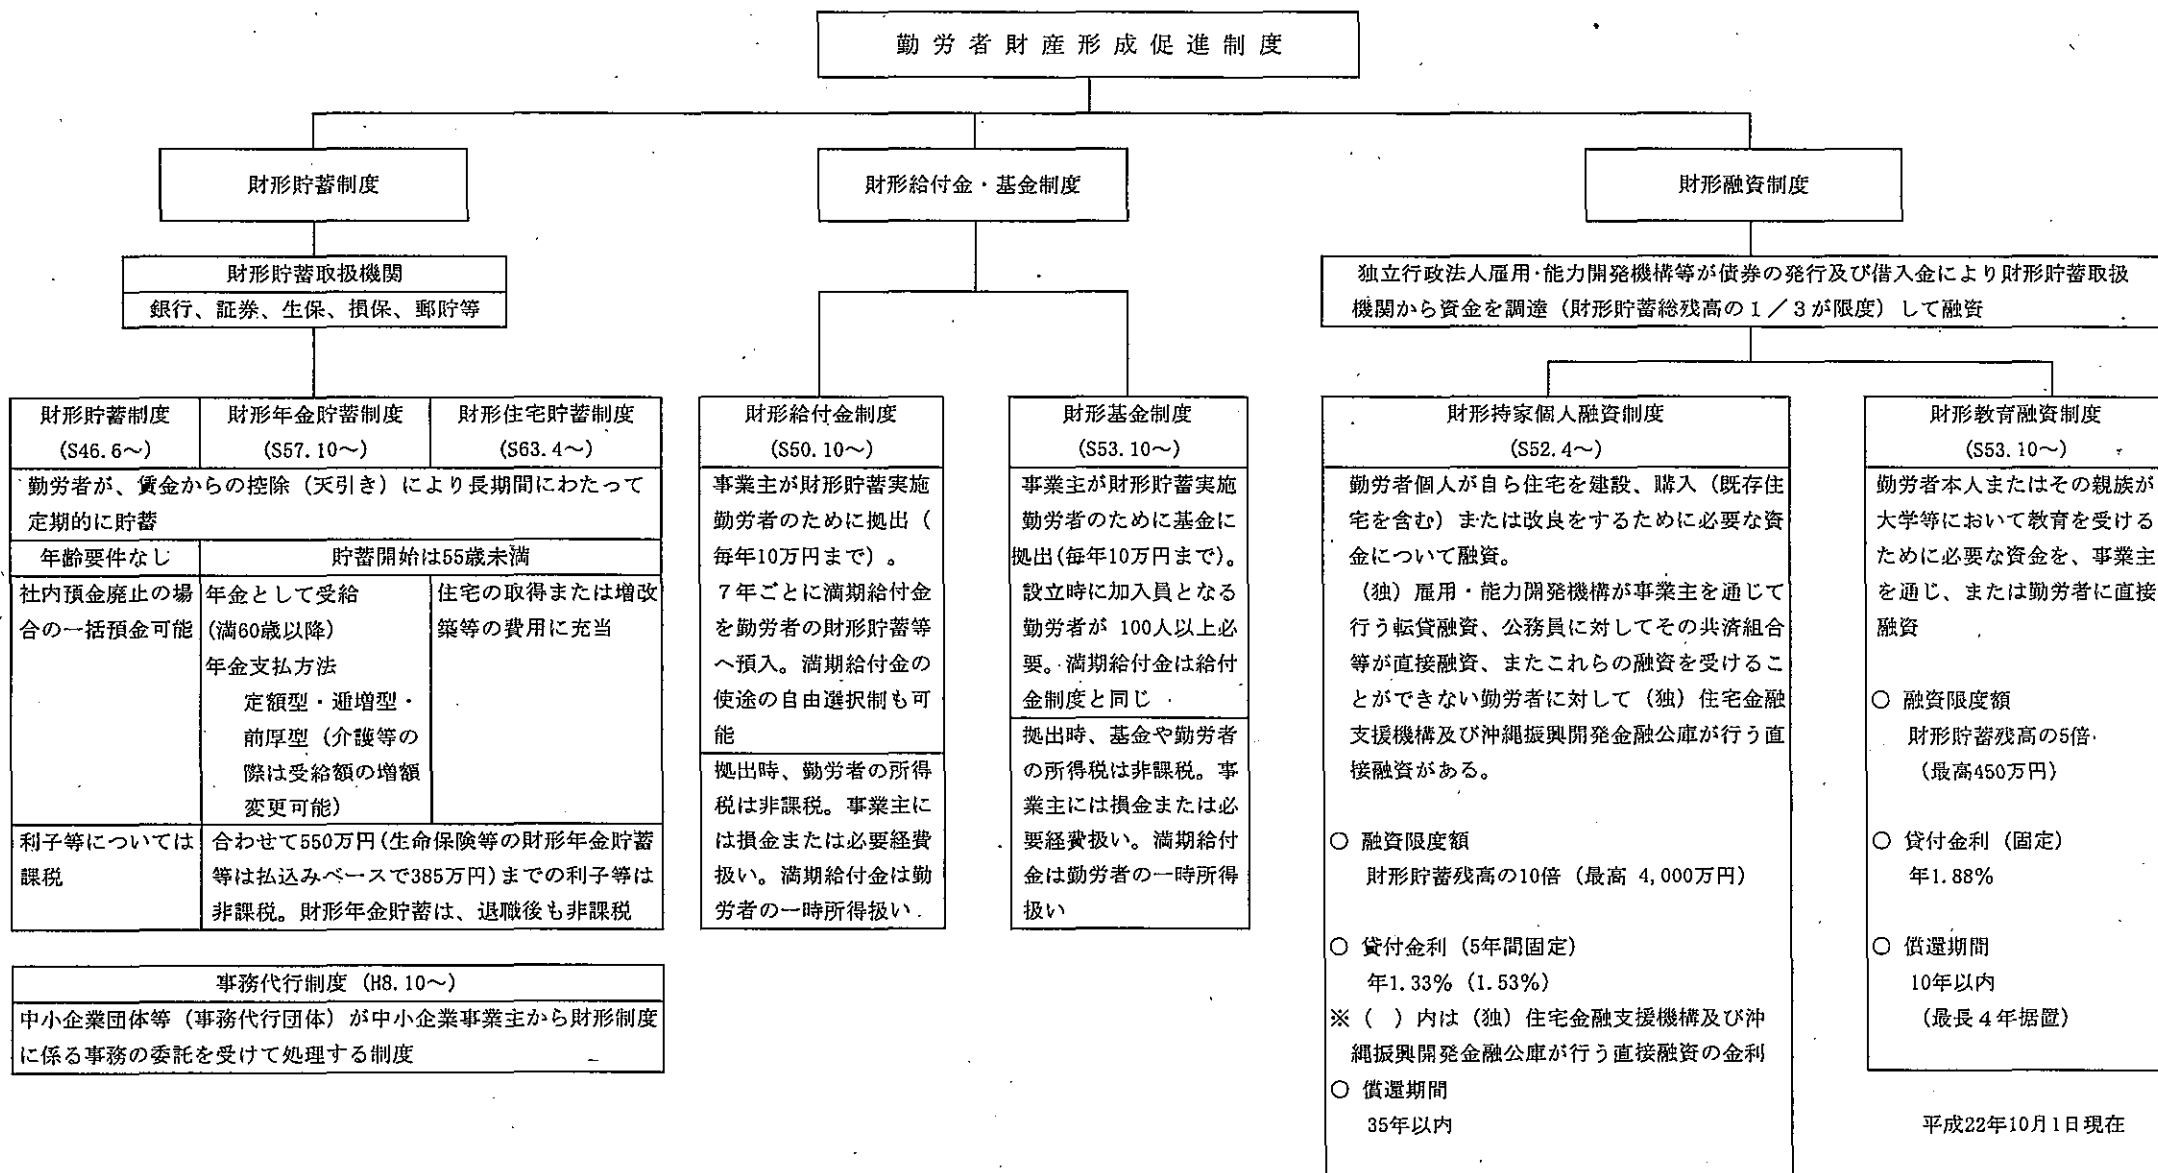 勤労者財産形成促進制度
財形貯蓄制度
財形貯蓄取扱機関
銀行、証券、生保、損保、郵貯等
財形貯蓄制度
(S46.6～)
財形年金貯蓄制度
(S57.10～)
財形住宅貯蓄制度
(S63.4～)
勤労者が、賃金からの控除（天引き）により長期間にわたって
定期的に貯蓄
年齢要件なし
貯蓄開始は55歳未満
社内預金廃止の場
合の一括預金可能
年金として受給
(満60歳以降)
年金支払方法
定額型・逓増型・
前厚型（介護等の
際は受給額の増額
変更可能）
住宅の取得または増改
築等の費用に充当
利子等については
課税
合わせて550万円(生命保険等の財形年金貯蓄
等は払込みベースで385万円)までの利子等は
非課税。財形年金貯蓄は、退職後も非課税
事務代行制度 (H8.10～)
中小企業団体等（事務代行団体）が中小企業事業主から財形制度
に係る事務の委託を受けて処理する制度
財形給付金・基金制度
財形給付金制度
(S50.10～)
事業主が財形貯蓄実施
勤労者のために拠出（
毎年10万円まで）。
７年ごとに満期給付金
を勤労者の財形貯蓄等
へ預入。満期給付金の
使途の自由選択制も可
能
拠出時、勤労者の所得
税は非課税。事業主に
は損金または必要経費
扱い。満期給付金は勤
労者の一時所得扱い
財形基金制度
(S53.10～)
事業主が財形貯蓄実施
勤労者のために基金に
拠出(毎年10万円まで)。
設立時に加入員となる
勤労者が 100人以上必
要。満期給付金は給付
金制度と同じ
拠出時、基金や勤労者
の所得税は非課税。事
業主には損金または必
要経費扱い。満期給付
金は勤労者の一時所得
扱い
財形融資制度
独立行政法人雇用･能力開発機構等が債券の発行及び借入金により財形貯蓄取扱
機関から資金を調達（財形貯蓄総残高の１／３が限度）して融資
財形持家個人融資制度
(S52.4～)
勤労者個人が自ら住宅を建設、購入（既存住
宅を含む）または改良をするために必要な資
金について融資。
（独）雇用・能力開発機構が事業主を通じて
行う転貸融資、公務員に対してその共済組合
等が直接融資、またこれらの融資を受けるこ
とができない勤労者に対して（独）住宅金融
支援機構及び沖縄振興開発金融公庫が行う直
接融資がある。
○ 融資限度額
財形貯蓄残高の10倍（最高 4,000万円）
○ 貸付金利（5年間固定）
年1.33% (1.53%)
※（　）内は（独）住宅金融支援機構及び沖
縄振興開発金融公庫が行う直接融資の金利
○ 償還期間
35年以内
財形教育融資制度
(S53.10～)
勤労者本人またはその親族が
大学等において教育を受ける
ために必要な資金を、事業主
を通じ、または勤労者に直接
融資
○ 融資限度額
財形貯蓄残高の5倍
（最高450万円）
○ 貸付金利（固定）
年1.88%
○ 償還期間
10年以内
（最長４年据置）
平成22年10月1日現在